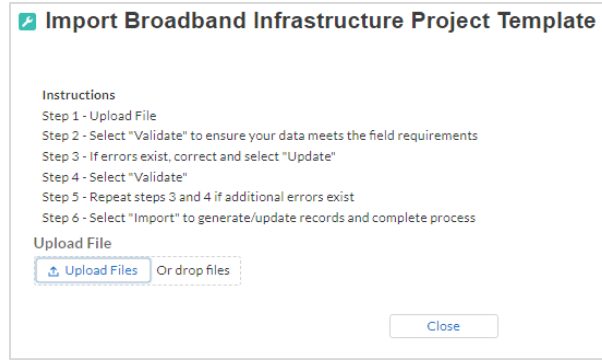 Import Broadband Infrastructure Project Template
Instructions
Step 1 - Upload File
Step 2 - Select "Validate" to ensure your data meets the field requirements
Step 3 - If errors exist, correct and select "Update"
Step 4 - Select "Validate"
Step 5 - Repeat steps 3 and 4 if additional errors exist
Step 6 - Select "Import" to generate/update records and complete process
Upload File
Upload Files Or drop files
Close